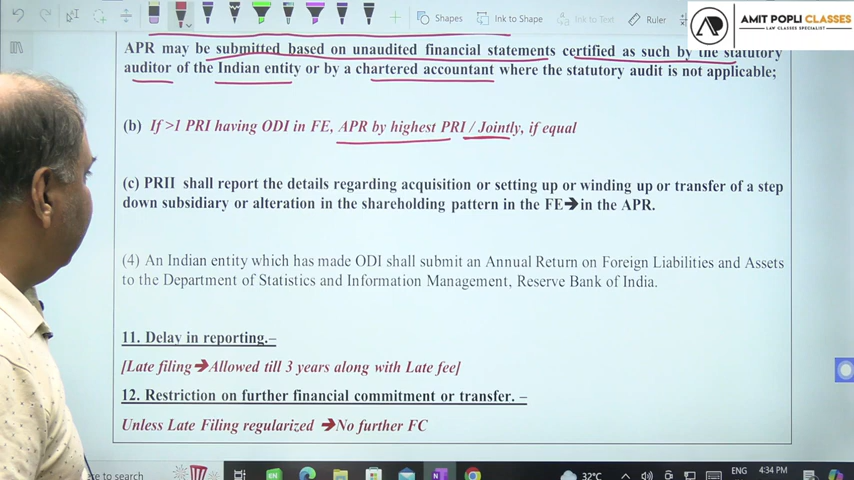 Shapes
Ink to Shape
Ink to Text
Ruler
AMIT POPLI CLASSES
LAW CLASSES SPECIALIST
APR may be submitted based on unaudited financial statements certified as such by the statutory
auditor of the Indian entity or by a chartered accountant where the statutory audit is not applicable;
(b) If >1 PRI having ODI in FE, APR by highest PRI / Jointly, if equal
(c) PRII shall report the details regarding acquisition or setting up or winding up or transfer of a step
down subsidiary or alteration in the shareholding pattern in the FE➔in the APR.
(4) An Indian entity which has made ODI shall submit an Annual Return on Foreign Liabilities and Assets
to the Department of Statistics and Information Management, Reserve Bank of India.
11. Delay in reporting.–
[Late filing➔Allowed till 3 years along with Late fee]
12. Restriction on further financial commitment or transfer. –
Unless Late Filing regularized ➔No further FC
to search
32°C
ENG
4:34 PM